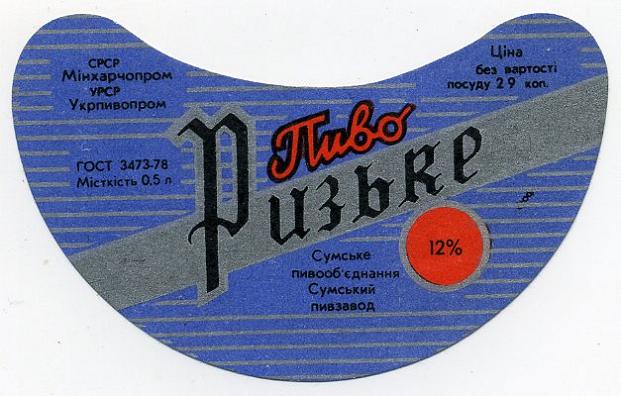 СРСР
Мінхарчопром
УРСР
Укрпивопром
ГОСТ 3473-78
Місткість 0.5 л
Ціна
без вартості
посуду 29 коп.
Пиво
Ризьке
12%
Сумське
пивооб'єднання
Сумський
пивзавод